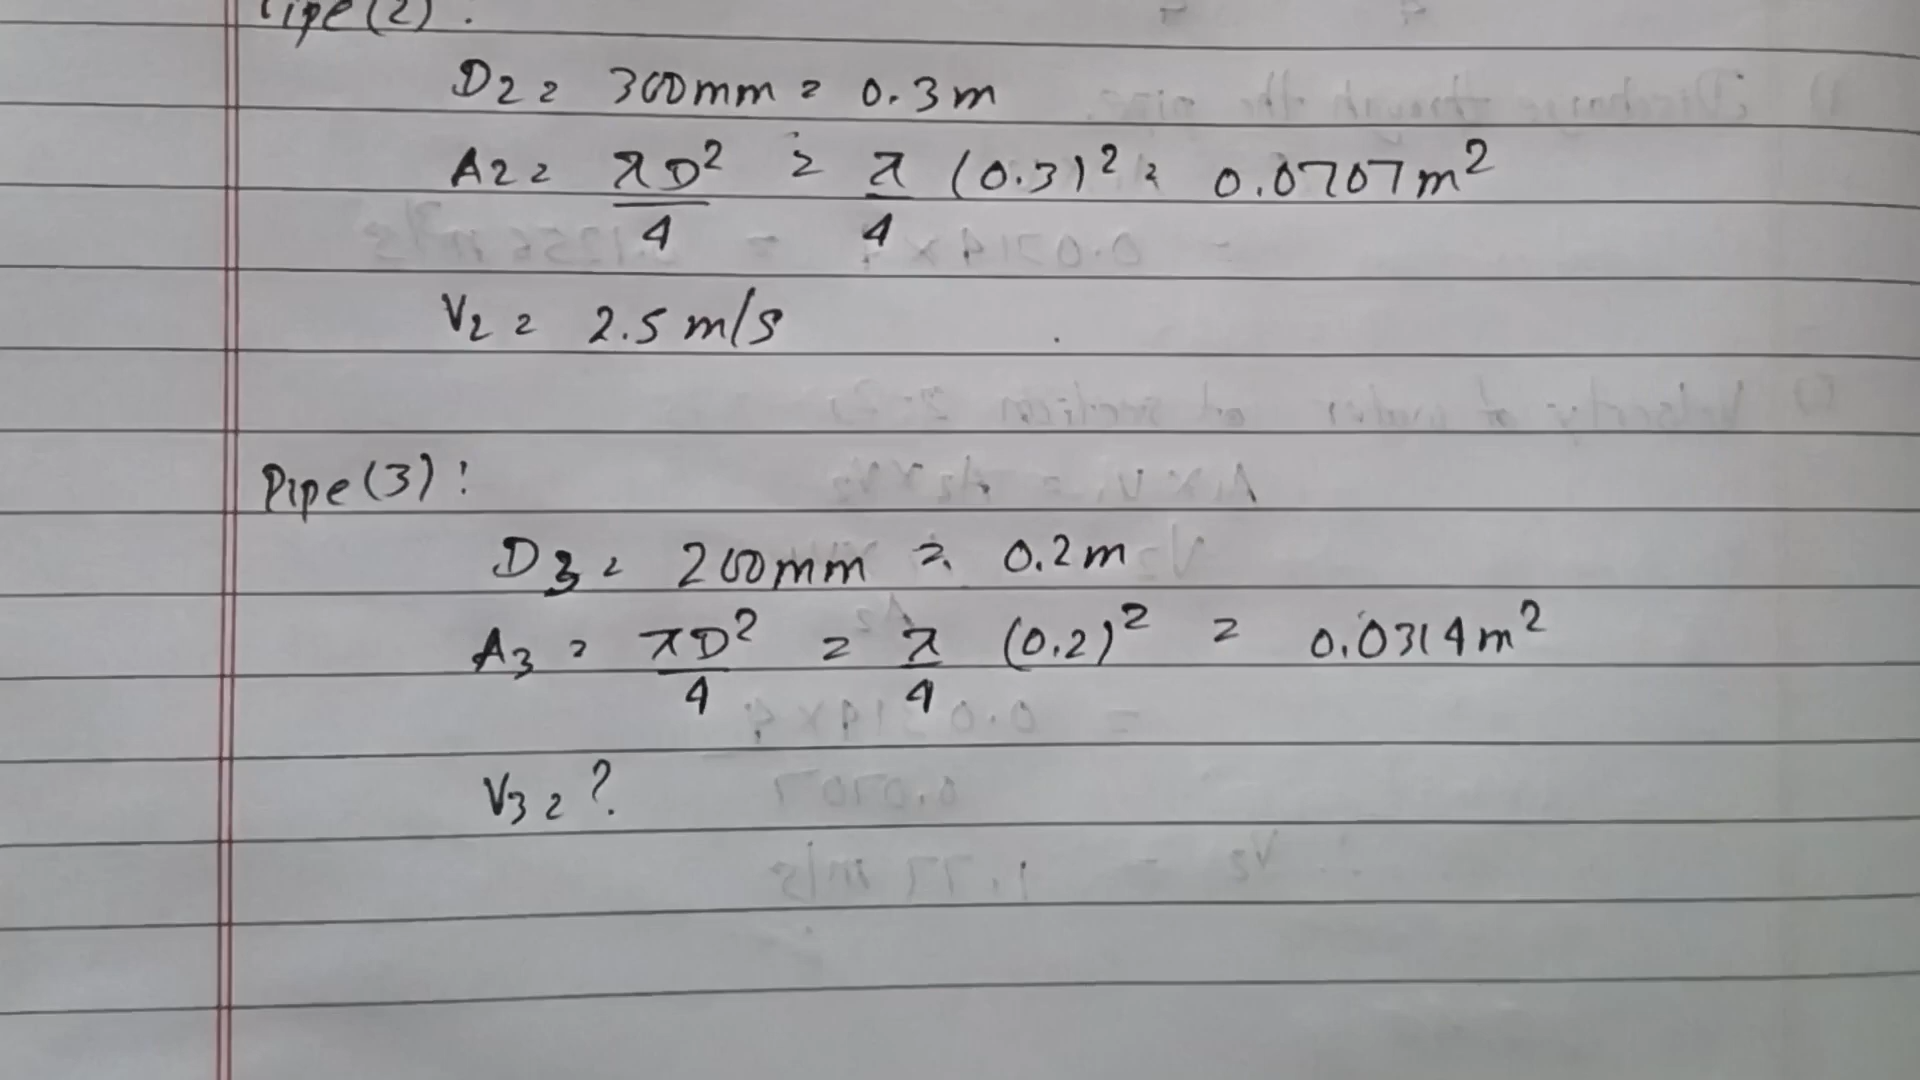 Pipe (2) :
D2 = 300mm = 0.3m
A2 = πD²/4 = π/4 (0.3)² = 0.0707m²
V2 = 2.5 m/s
Pipe (3) :
D3 = 200mm = 0.2m
A3 = πD²/4 = π/4 (0.2)² = 0.0314m²
V3 = ?